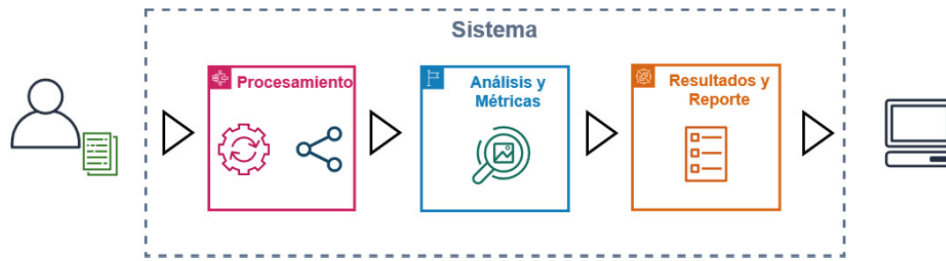 Sistema
Procesamiento
Análisis y
Métricas
Resultados y
Reporte